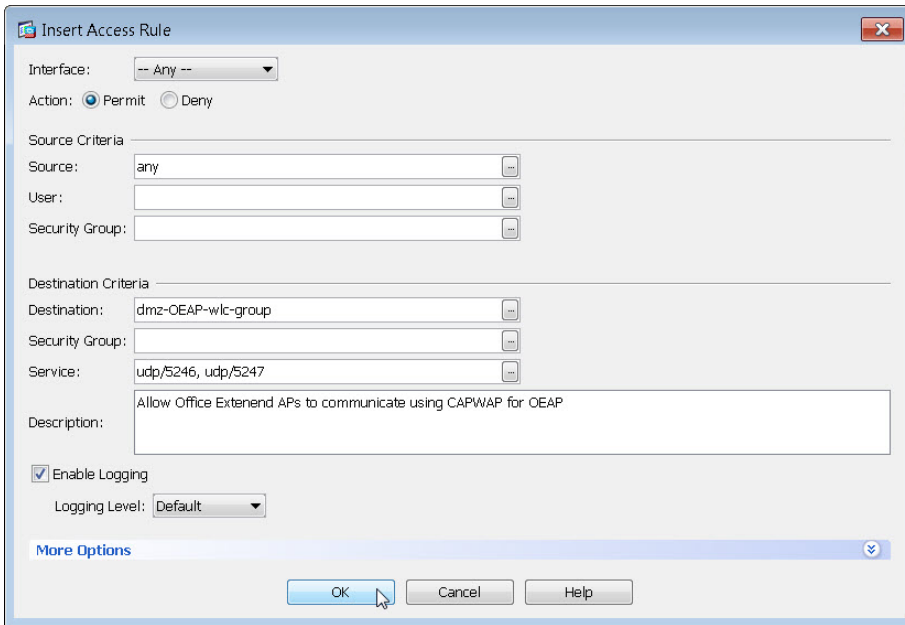 Insert Access Rule
Interface: -- Any --
Action: Permit Deny
Source Criteria
Source: any
User:
Security Group:
Destination Criteria
Destination: dmz-OEAP-wlc-group
Security Group:
Service: udp/5246, udp/5247
Description: Allow Office Extenend APs to communicate using CAPWAP for OEAP
Enable Logging
Logging Level: Default
More Options
OK Cancel Help